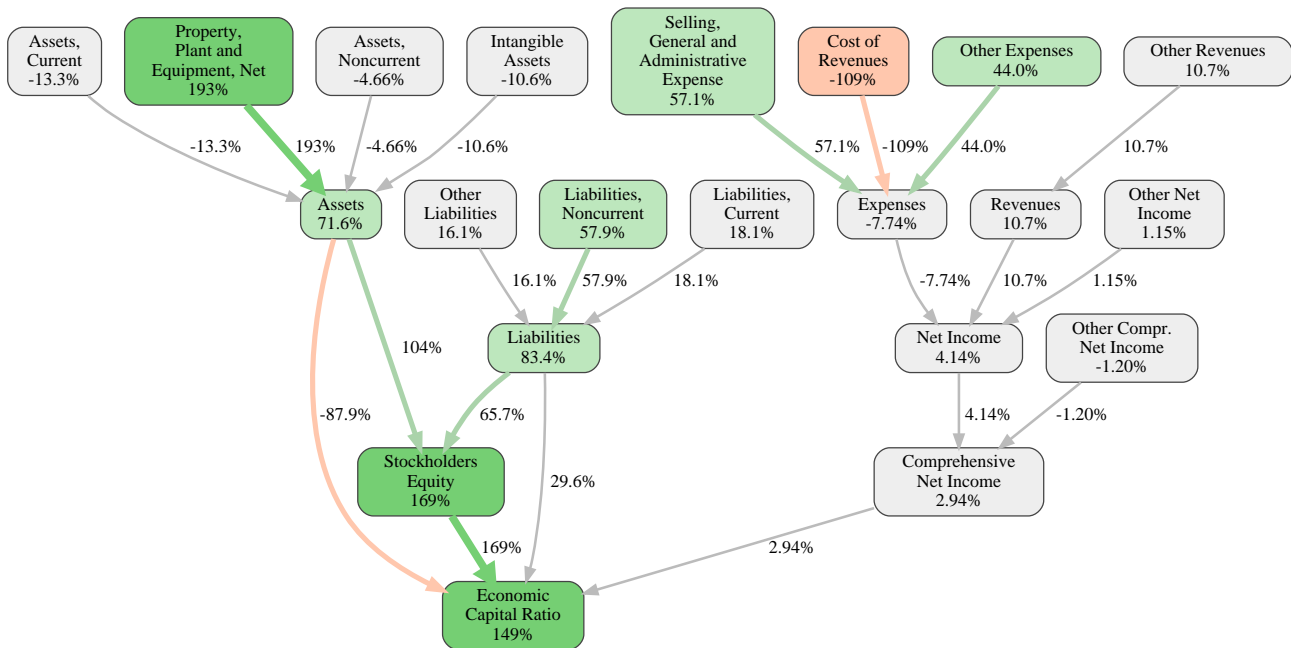 Assets,
Current
-13.3%
Property,
Plant and
Equipment, Net
193%
Assets,
Noncurrent
-4.66%
Intangible
Assets
-10.6%
Selling,
General and
Administrative
Expense
57.1%
Cost of
Revenues
-109%
Other Expenses
44.0%
Other Revenues
10.7%
-13.3%
193%
-4.66%
-10.6%
57.1%
-109%
44.0%
10.7%
Assets
71.6%
Other
Liabilities
16.1%
Liabilities,
Noncurrent
57.9%
Liabilities,
Current
18.1%
Expenses
-7.74%
Revenues
10.7%
Other Net
Income
1.15%
16.1%
57.9%
18.1%
-7.74%
10.7%
1.15%
104%
Liabilities
83.4%
Net Income
4.14%
Other Compr.
Net Income
-1.20%
-87.9%
65.7%
4.14%
-1.20%
Stockholders
Equity
169%
29.6%
Comprehensive
Net Income
2.94%
169%
2.94%
Economic
Capital Ratio
149%